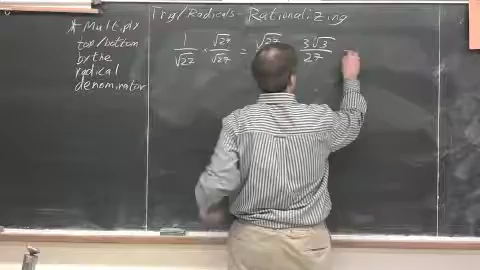 Trig/Radicals - Rationalizing
* Multiply
top/bottom
by the
radical
denominator
1/√27 × √27/√27 = √27 3√3/27 =